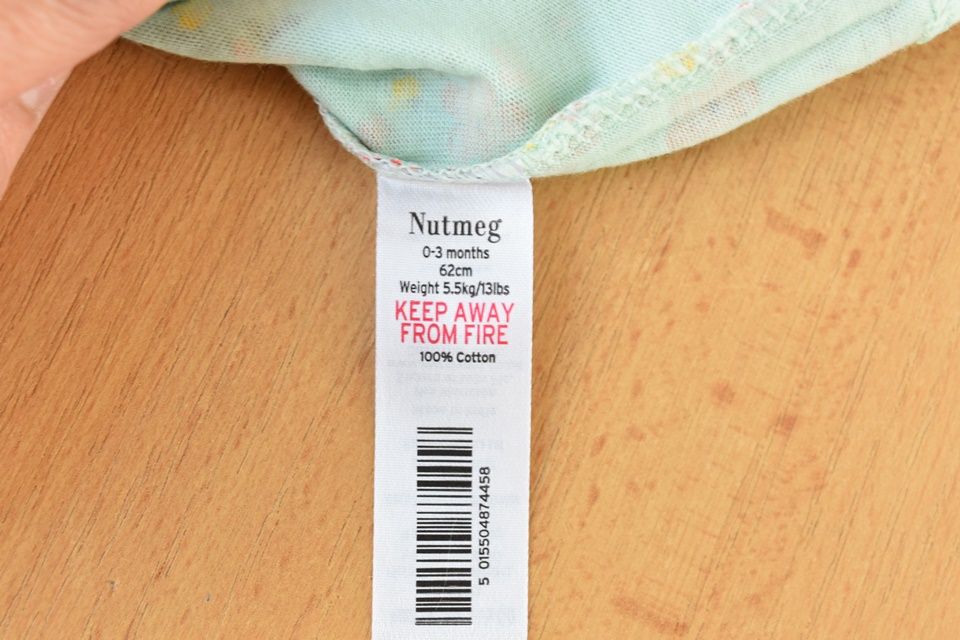 Nutmeg
0-3 months
62cm
Weight 5.5kg/13lbs
KEEP AWAY
FROM FIRE
100% Cotton
5 015504874458